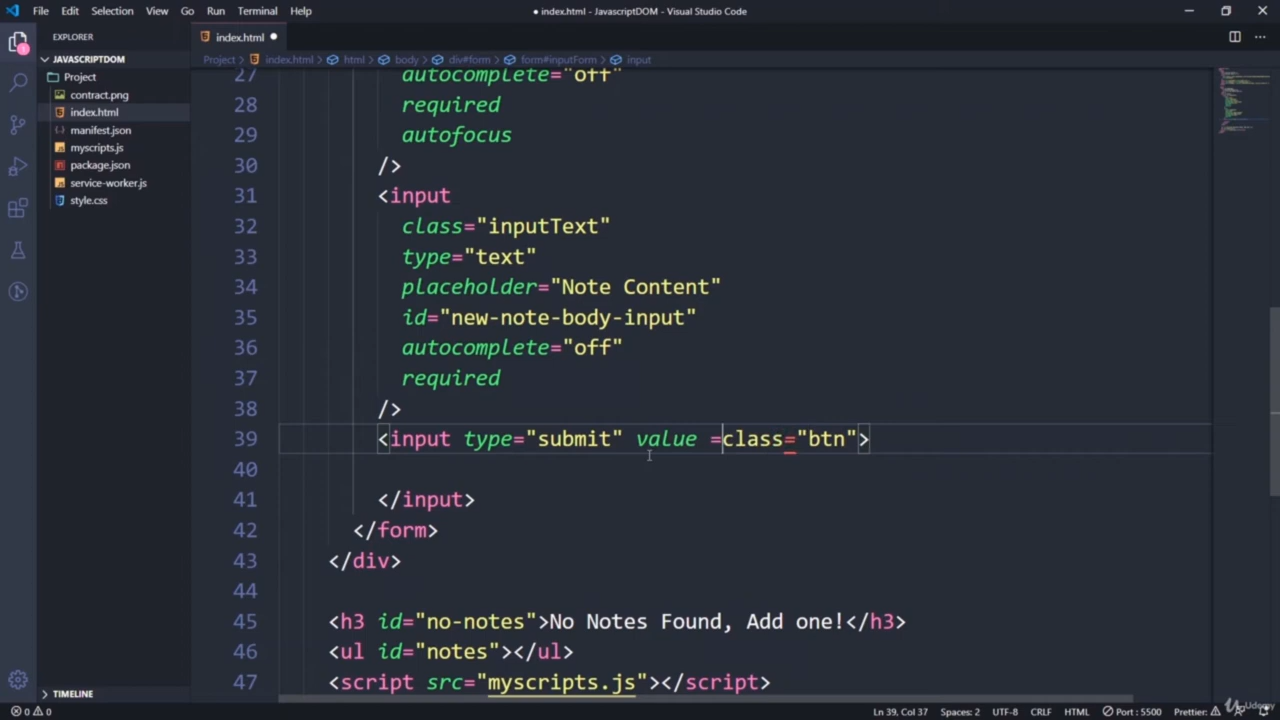 File Edit Selection View Go Run Terminal Help
● index.html - JavascriptDOM - Visual Studio Code
EXPLORER
index.html ●
JAVASCRIPTDOM
Project > index.html > html > body > div#form > form#inputForm > input
Project
contract.png
index.html
manifest.json
myscripts.js
package.json
service-worker.js
style.css
27 autocomplete="off"
28 required
29 autofocus
30 />
31 <input
32 class="inputText"
33 type="text"
34 placeholder="Note Content"
35 id="new-note-body-input"
36 autocomplete="off"
37 required
38 />
39 <input type="submit" value =class="btn">
40
41 </input>
42 </form>
43 </div>
44
45 <h3 id="no-notes">No Notes Found, Add one!</h3>
46 <ul id="notes"></ul>
47 <script src="myscripts.js"></script>
TIMELINE
0 0
Ln 39, Col 37 Spaces: 2 UTF-8 CRLF HTML Port : 5500 Prettier:
Udemy